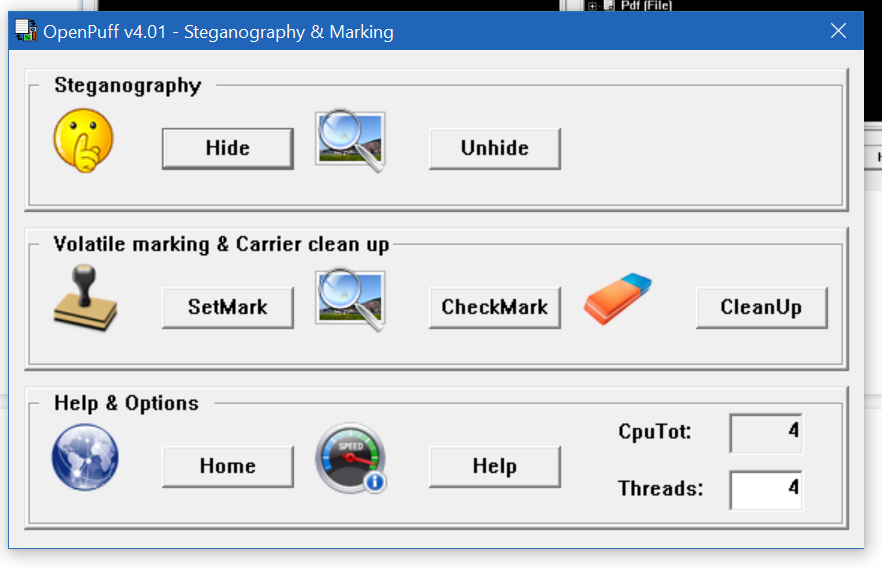 Pdf (File)
OpenPuff v4.01 - Steganography & Marking
Steganography
Hide
Unhide
Volatile marking & Carrier clean up
SetMark
CheckMark
CleanUp
Help & Options
SPEED
Home
Help
CpuTot:
4
Threads:
4